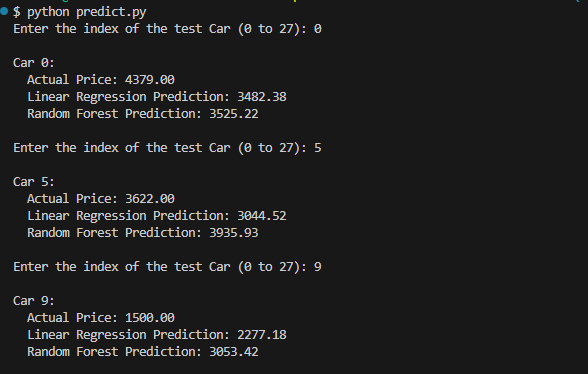 $ python predict.py
Enter the index of the test Car (0 to 27): 0
Car 0:
Actual Price: 4379.00
Linear Regression Prediction: 3482.38
Random Forest Prediction: 3525.22
Enter the index of the test Car (0 to 27): 5
Car 5:
Actual Price: 3622.00
Linear Regression Prediction: 3044.52
Random Forest Prediction: 3935.93
Enter the index of the test Car (0 to 27): 9
Car 9:
Actual Price: 1500.00
Linear Regression Prediction: 2277.18
Random Forest Prediction: 3053.42